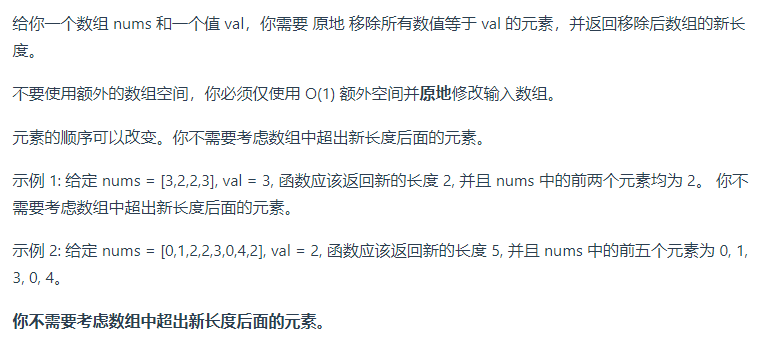 给你一个数组 nums 和一个值 val，你需要 原地 移除所有数值等于 val 的元素，并返回移除后数组的新长
度。
不要使用额外的数组空间，你必须仅使用 O(1) 额外空间并原地修改输入数组。
元素的顺序可以改变。你不需要考虑数组中超出新长度后面的元素。
示例 1: 给定 nums = [3,2,2,3], val = 3, 函数应该返回新的长度 2, 并且 nums 中的前两个元素均为 2。 你不
需要考虑数组中超出新长度后面的元素。
示例 2: 给定 nums = [0,1,2,2,3,0,4,2], val = 2, 函数应该返回新的长度 5, 并且 nums 中的前五个元素为 0, 1,
3, 0, 4。
你不需要考虑数组中超出新长度后面的元素。